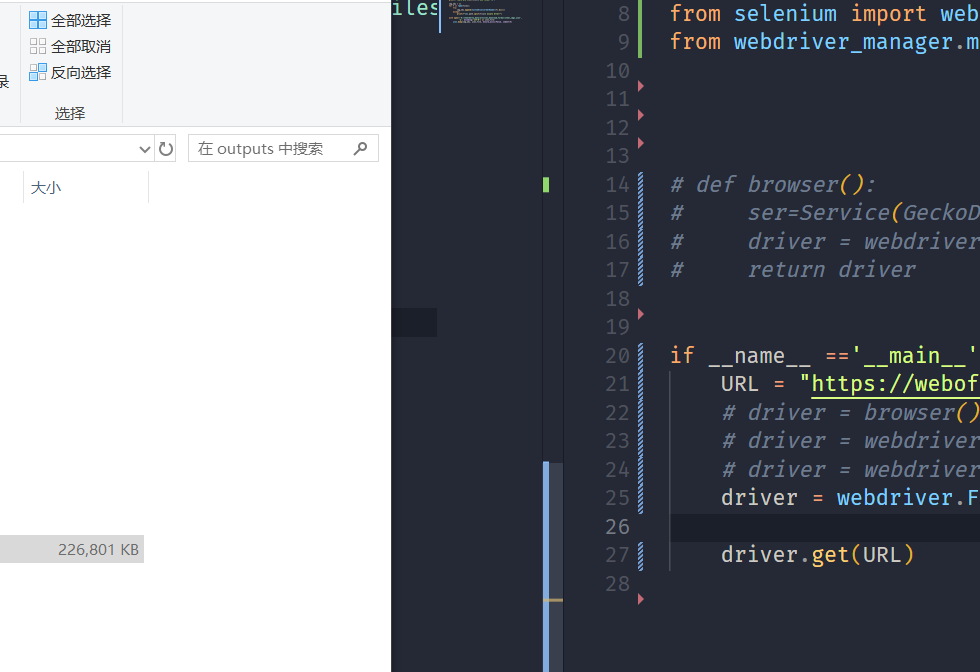 全部选择
全部取消
反向选择
录
选择
在 outputs 中搜索
大小
226,801 KB
iles
8 from selenium import web
9 from webdriver_manager.m
10
11
12
13
14 # def browser():
15 #     ser=Service(GeckoD
16 #     driver = webdriver
17 #     return driver
18
19
20 if __name__ =='__main__'
21     URL = "https://webof
22     # driver = browser()
23     # driver = webdriver
24     # driver = webdriver
25     driver = webdriver.F
26
27     driver.get(URL)
28